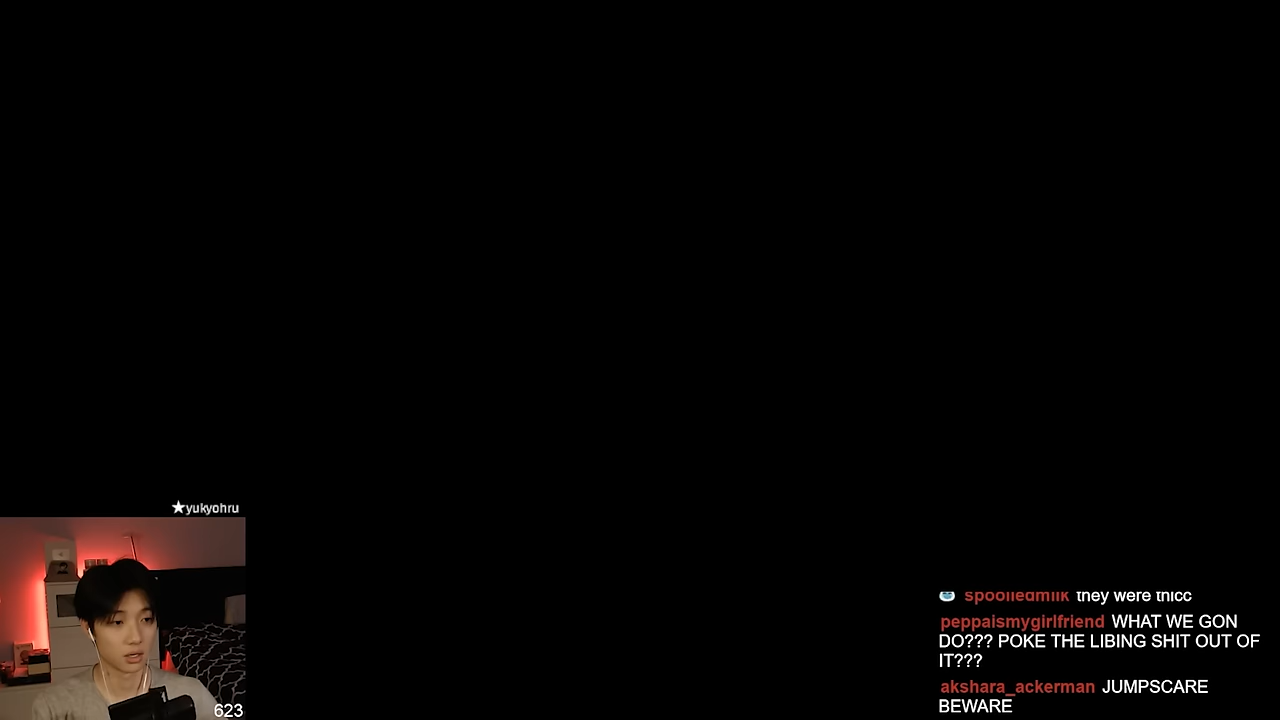 ★yukyohru
623
spoiledmilk they were thicc
peppaismygirlfriend WHAT WE GON
DO??? POKE THE LIBING SHIT OUT OF
IT???
akshara_ackerman JUMPSCARE
BEWARE